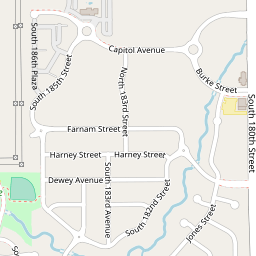 South 186th Plaza
Capitol Avenue
South 185th Street
North 183rd Street
Burke Street
South 180th Street
Farnam Street
Harney Street
Harney Street
Dewey Avenue
South 183rd Avenue
South 182nd Street
Jones Street